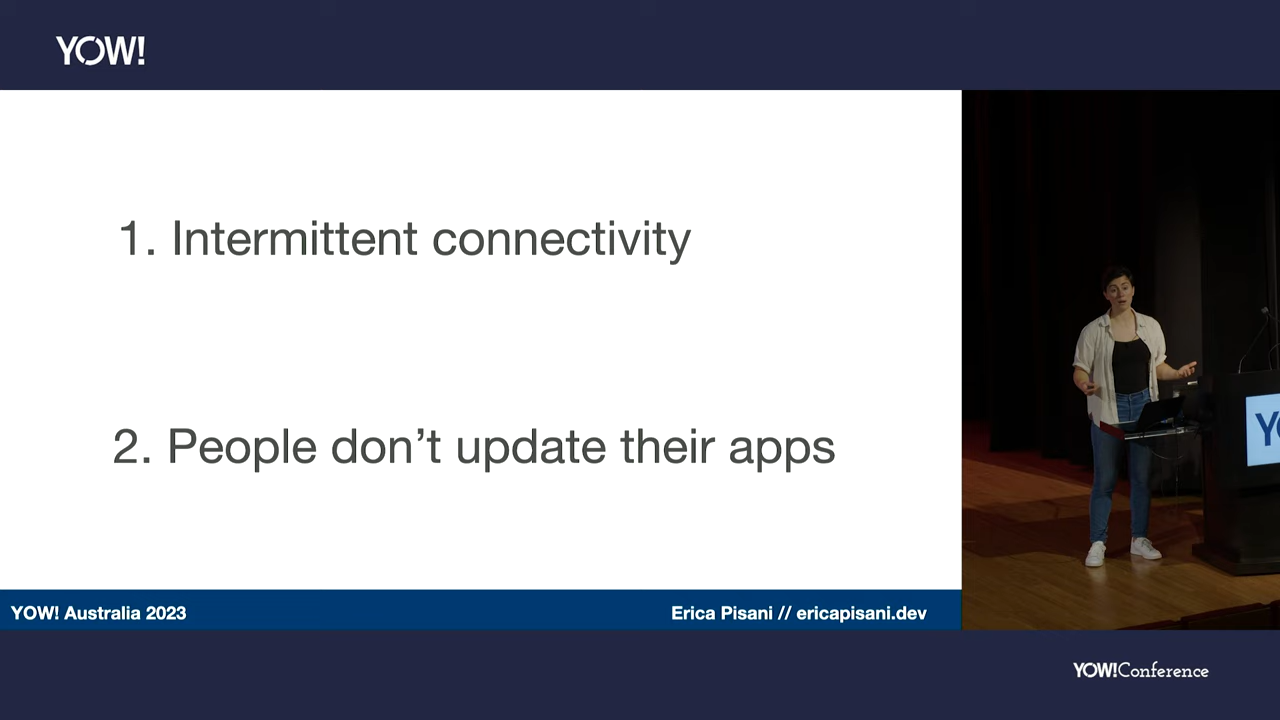 YOW!
1. Intermittent connectivity
2. People don’t update their apps
YOW! Australia 2023
Erica Pisani // ericapisani.dev
YOW!Conference